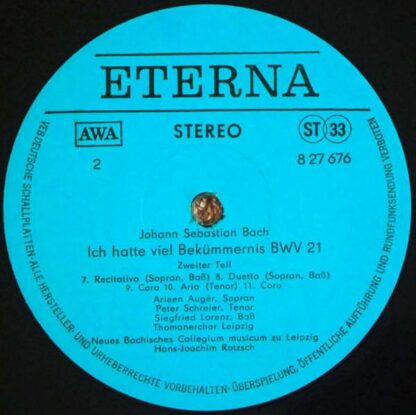 ETERNA
AWA STEREO ST 33
2 8 27 676
Johann Sebastian Bach
Ich hatte viel Bekümmernis BWV 21
Zweiter Teil
7. Recitativo (Sopran, Baß) 8. Duetto (Sopran, Baß)
9. Coro 10. Aria (Tenor) 11. Coro
Arleen Augér, Sopran
Peter Schreier, Tenor
Siegfried Lorenz, Baß
Thomanerchor Leipzig
Neues Bachisches Collegium musicum zu Leipzig
Hans-Joachim Rotzsch
VEB DEUTSCHE SCHALLPLATTEN·ALLE HERSTELLER- UND URHEBERRECHTE VORBEHALTEN·ÜBERSPIELUNG, ÖFFENTLICHE AUFFÜHRUNG UND RUNDFUNKSENDUNG VERBOTEN